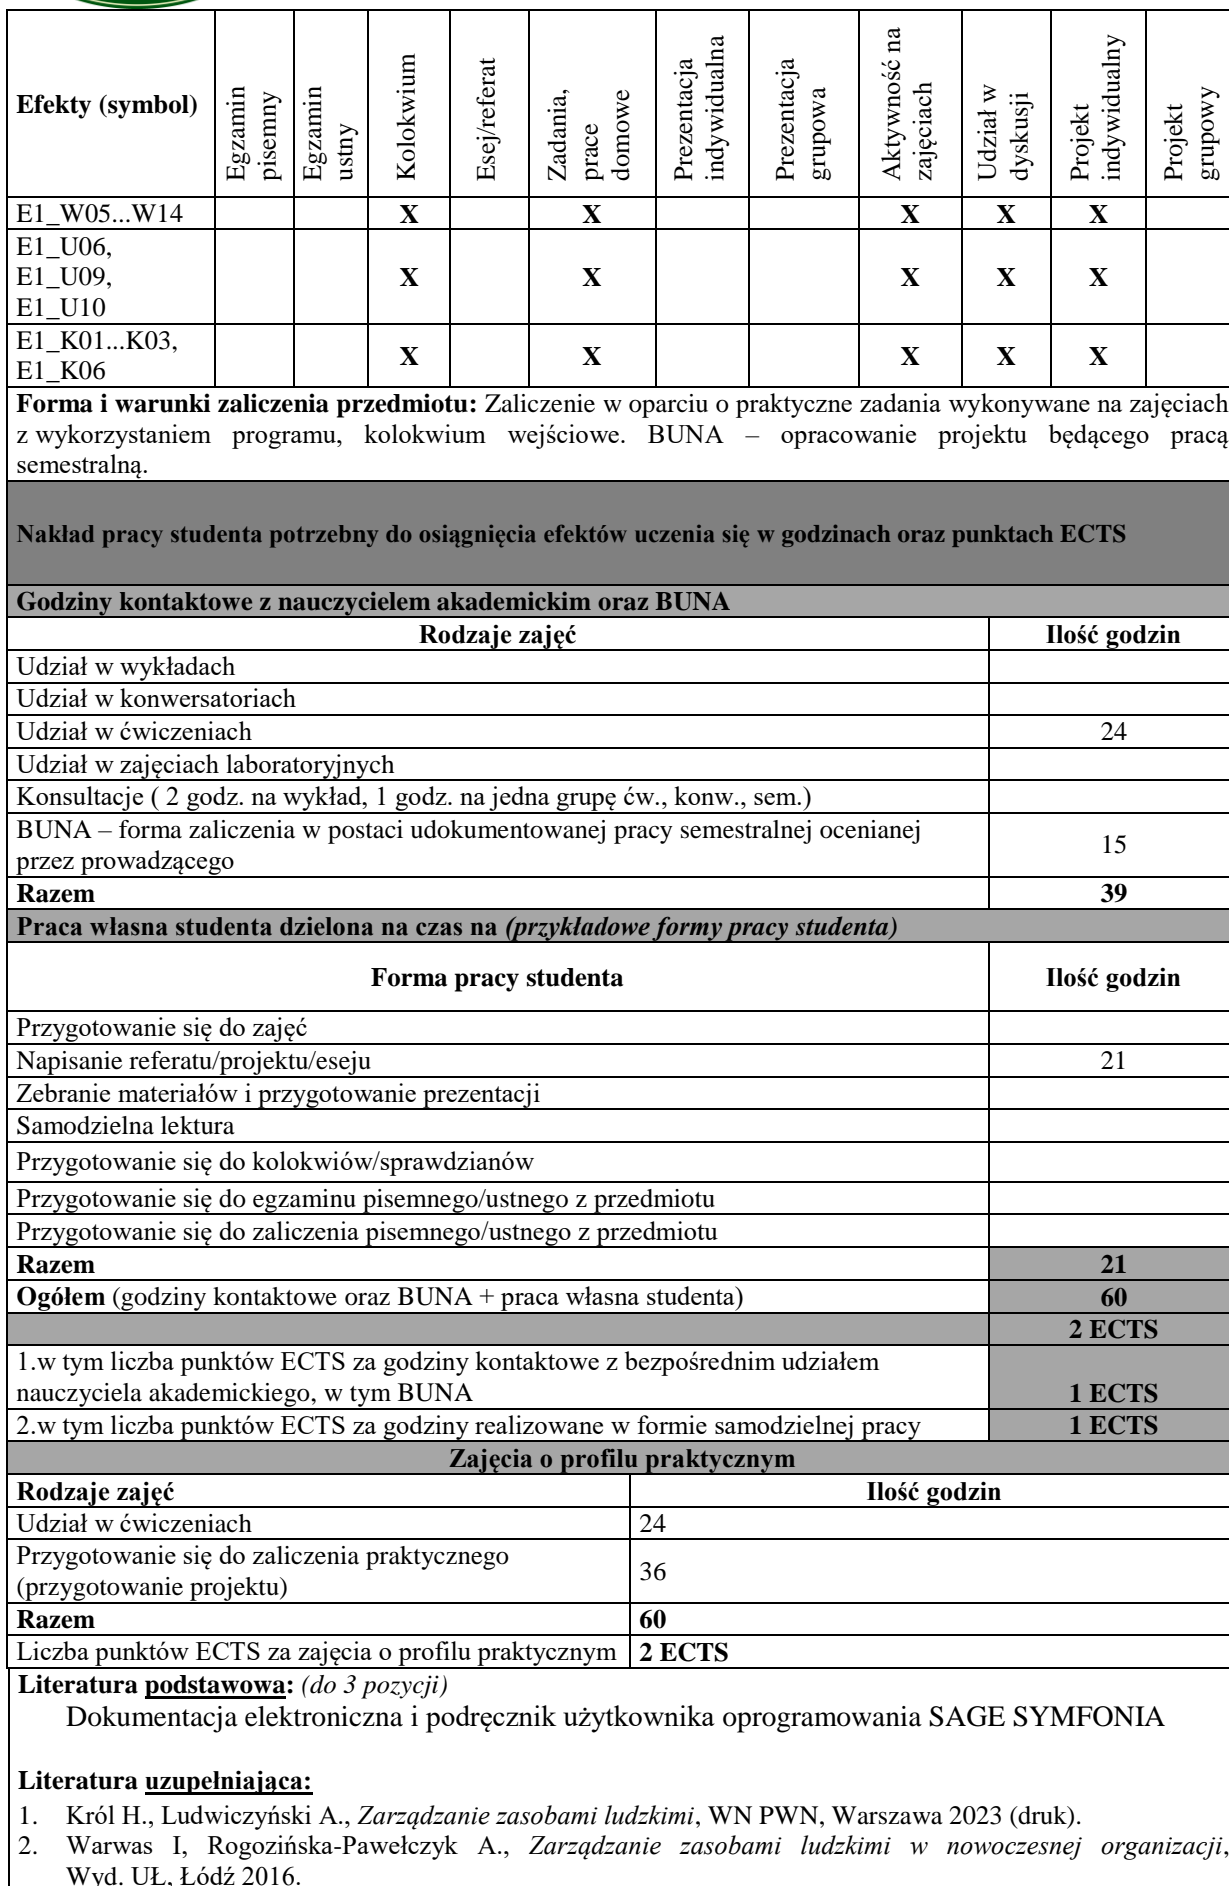 Efekty (symbol)
Egzamin
pisemny
Egzamin
ustny
Kolokwium
Esej/referat
Zadania,
prace
domowe
Prezentacja
indywidualna
Prezentacja
grupowa
Aktywność na
zajęciach
Udział w
dyskusji
Projekt
indywidualny
Projekt
grupowy
E1_W05...W14 X X X X X
E1_U06,
E1_U09,
E1_U10
X X X X X
E1_K01...K03,
E1_K06
X X X X X
Forma i warunki zaliczenia przedmiotu: Zaliczenie w oparciu o praktyczne zadania wykonywane na zajęciach
z wykorzystaniem programu, kolokwium wejściowe. BUNA – opracowanie projektu będącego pracą
semestralną.
Nakład pracy studenta potrzebny do osiągnięcia efektów uczenia się w godzinach oraz punktach ECTS
Godziny kontaktowe z nauczycielem akademickim oraz BUNA
Rodzaje zajęć Ilość godzin
Udział w wykładach
Udział w konwersatoriach
Udział w ćwiczeniach 24
Udział w zajęciach laboratoryjnych
Konsultacje ( 2 godz. na wykład, 1 godz. na jedna grupę ćw., konw., sem.)
BUNA – forma zaliczenia w postaci udokumentowanej pracy semestralnej ocenianej
przez prowadzącego
15
Razem 39
Praca własna studenta dzielona na czas na (przykładowe formy pracy studenta)
Forma pracy studenta Ilość godzin
Przygotowanie się do zajęć
Napisanie referatu/projektu/eseju 21
Zebranie materiałów i przygotowanie prezentacji
Samodzielna lektura
Przygotowanie się do kolokwiów/sprawdzianów
Przygotowanie się do egzaminu pisemnego/ustnego z przedmiotu
Przygotowanie się do zaliczenia pisemnego/ustnego z przedmiotu
Razem 21
Ogółem (godziny kontaktowe oraz BUNA + praca własna studenta) 60
2 ECTS
1.w tym liczba punktów ECTS za godziny kontaktowe z bezpośrednim udziałem
nauczyciela akademickiego, w tym BUNA 1 ECTS
2.w tym liczba punktów ECTS za godziny realizowane w formie samodzielnej pracy 1 ECTS
Zajęcia o profilu praktycznym
Rodzaje zajęć Ilość godzin
Udział w ćwiczeniach 24
Przygotowanie się do zaliczenia praktycznego
(przygotowanie projektu)
36
Razem 60
Liczba punktów ECTS za zajęcia o profilu praktycznym 2 ECTS
Literatura podstawowa: (do 3 pozycji)
Dokumentacja elektroniczna i podręcznik użytkownika oprogramowania SAGE SYMFONIA
Literatura uzupełniająca:
1. Król H., Ludwiczyński A., Zarządzanie zasobami ludzkimi, WN PWN, Warszawa 2023 (druk).
2. Warwas I, Rogozińska-Pawełczyk A., Zarządzanie zasobami ludzkimi w nowoczesnej organizacji,
Wyd. UŁ, Łódź 2016.